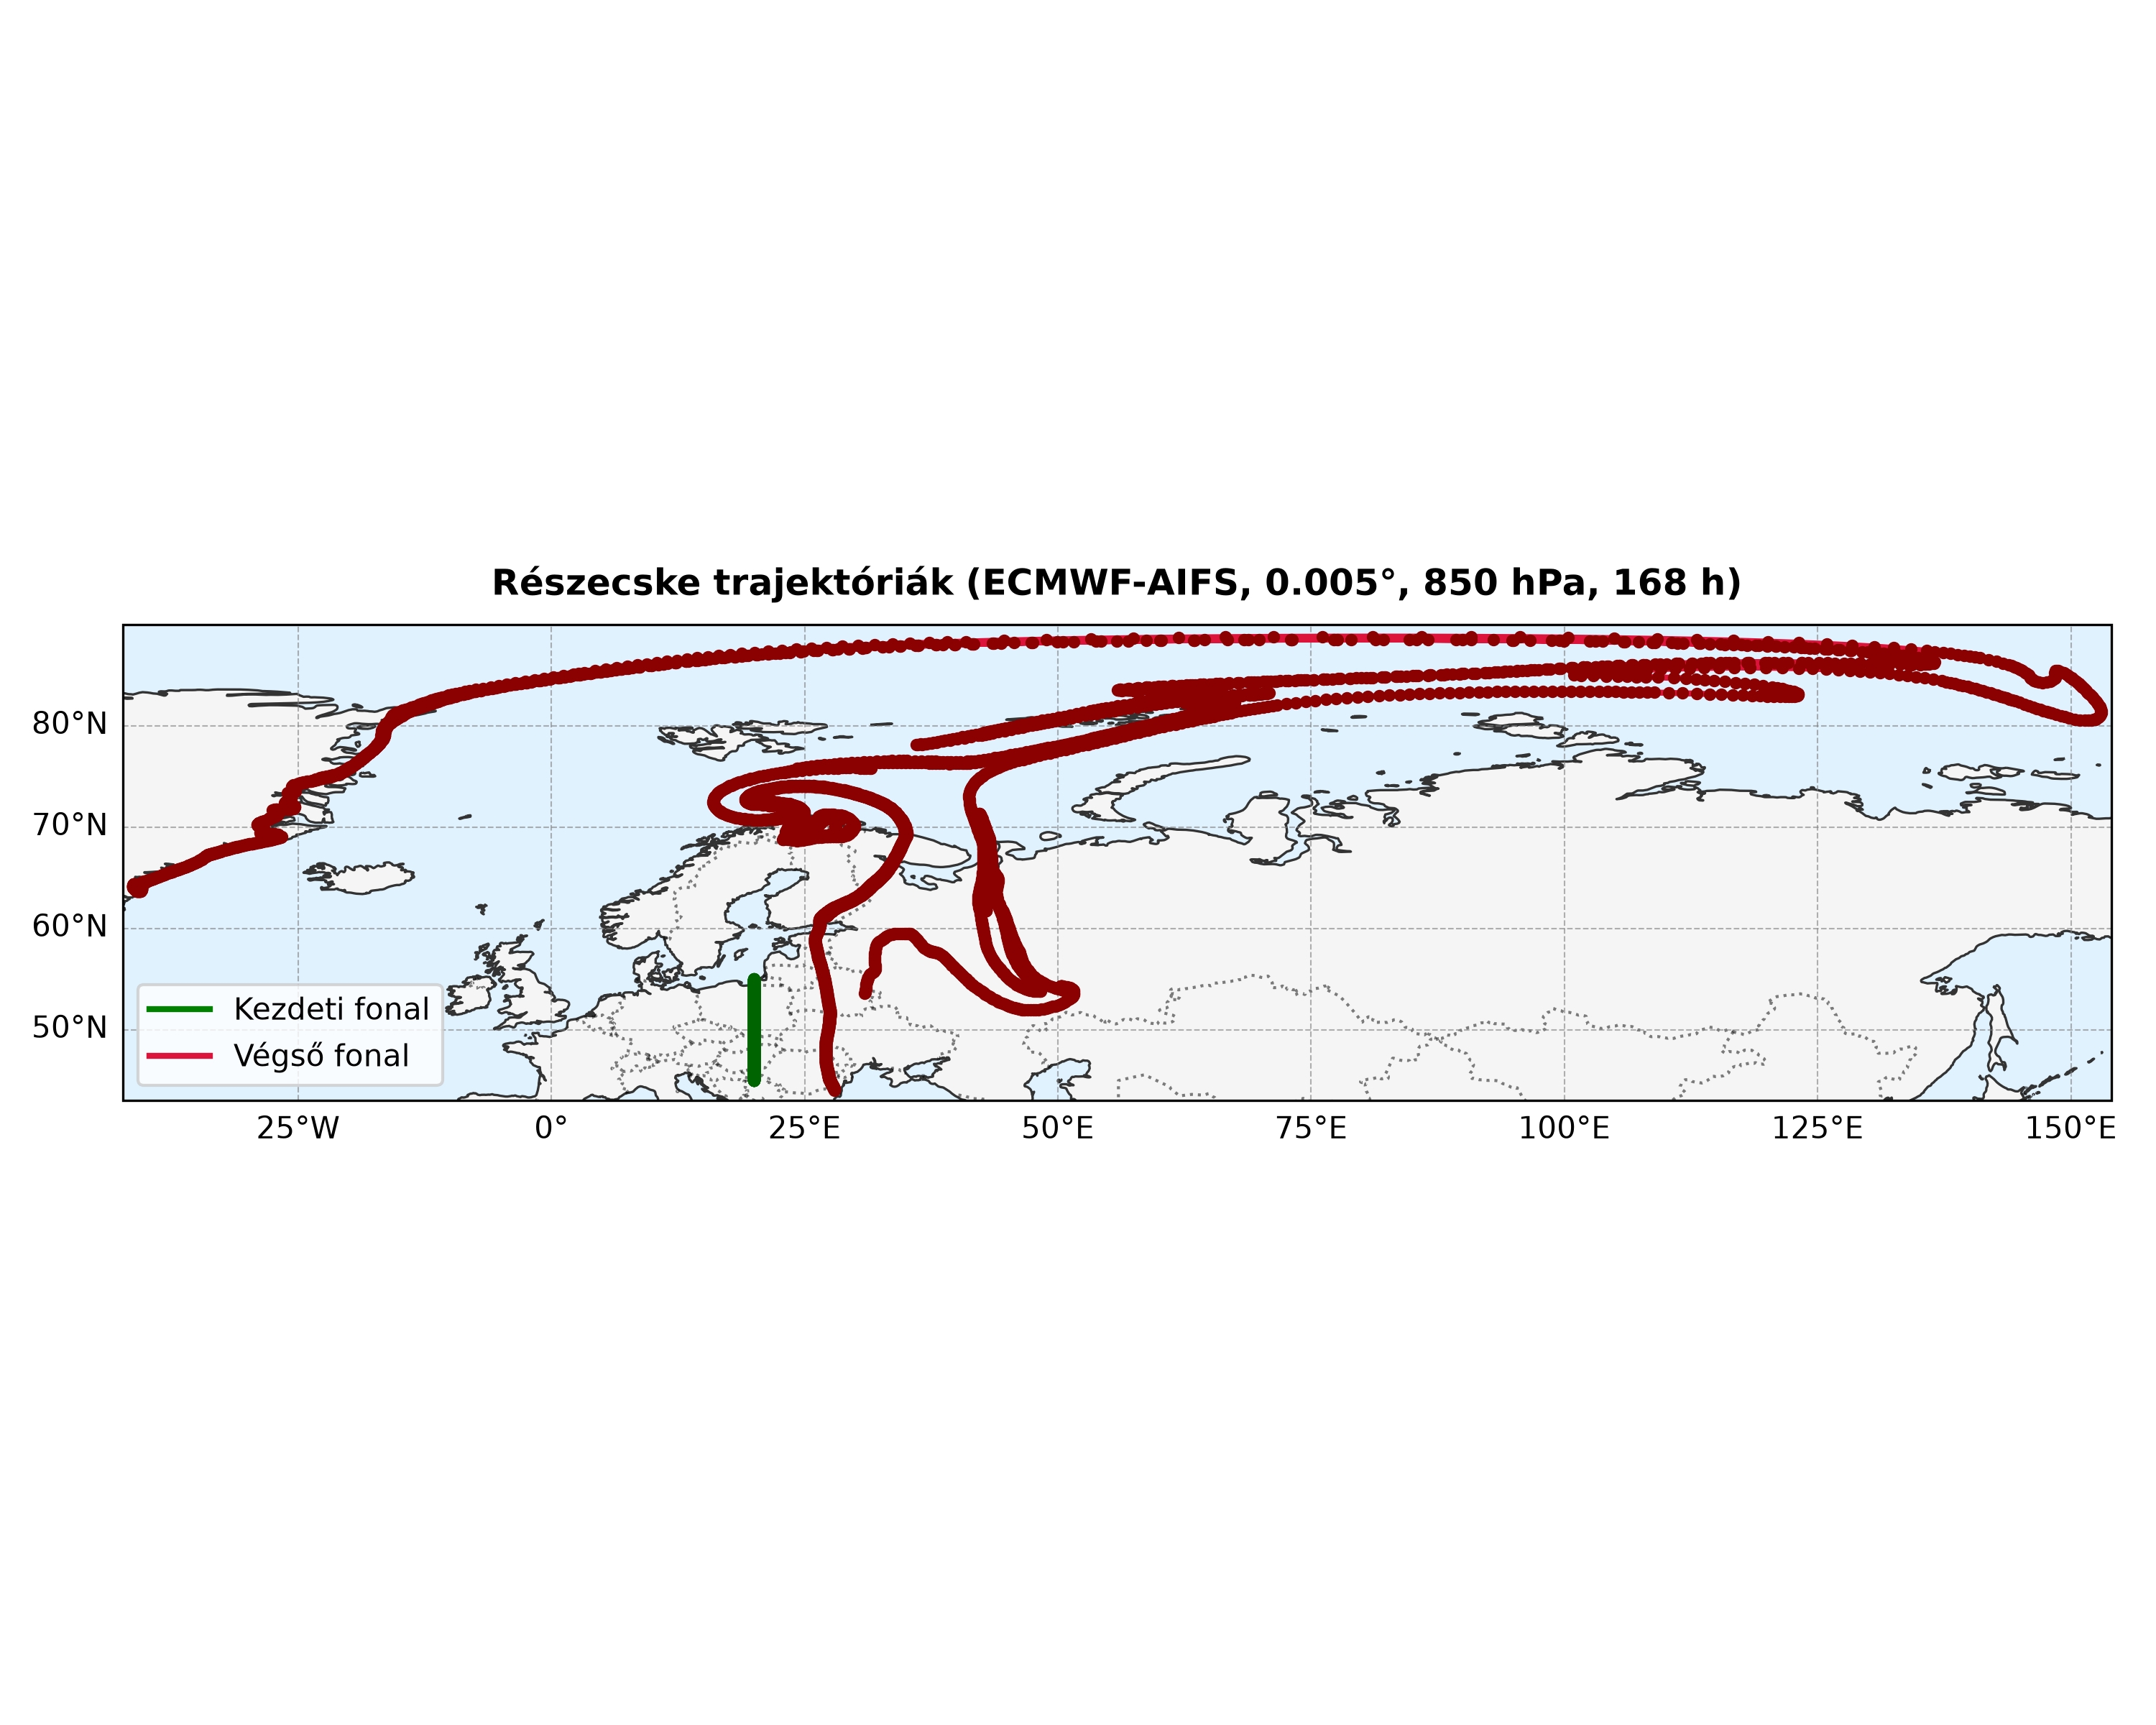 Részecske trajektóriák (ECMWF-AIFS, 0.005°, 850 hPa, 168 h)
80°N
70°N
60°N
50°N
Kezdeti fonal
Végső fonal
25°W
0°
25°E
50°E
75°E
100°E
125°E
150°E